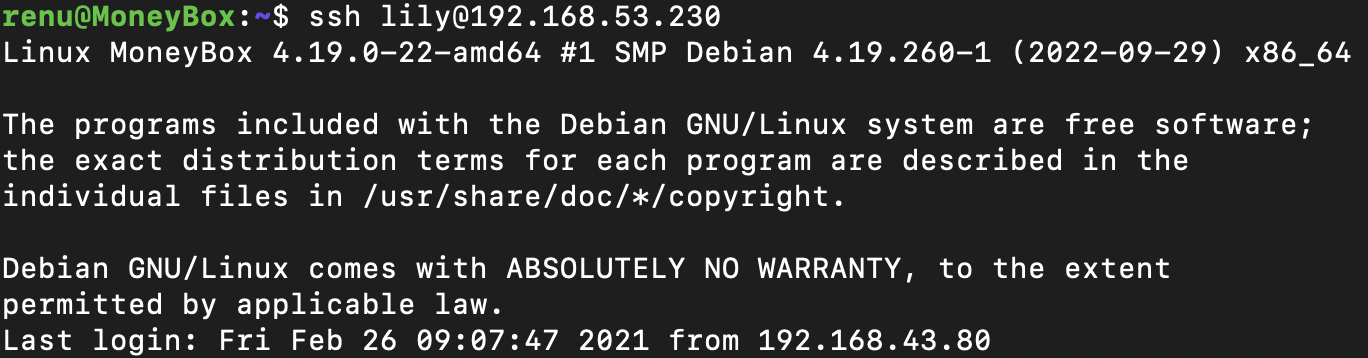 renu@MoneyBox:~$ ssh lily@192.168.53.230
Linux MoneyBox 4.19.0-22-amd64 #1 SMP Debian 4.19.260-1 (2022-09-29) x86_64
The programs included with the Debian GNU/Linux system are free software;
the exact distribution terms for each program are described in the
individual files in /usr/share/doc/*/copyright.
Debian GNU/Linux comes with ABSOLUTELY NO WARRANTY, to the extent
permitted by applicable law.
Last login: Fri Feb 26 09:07:47 2021 from 192.168.43.80